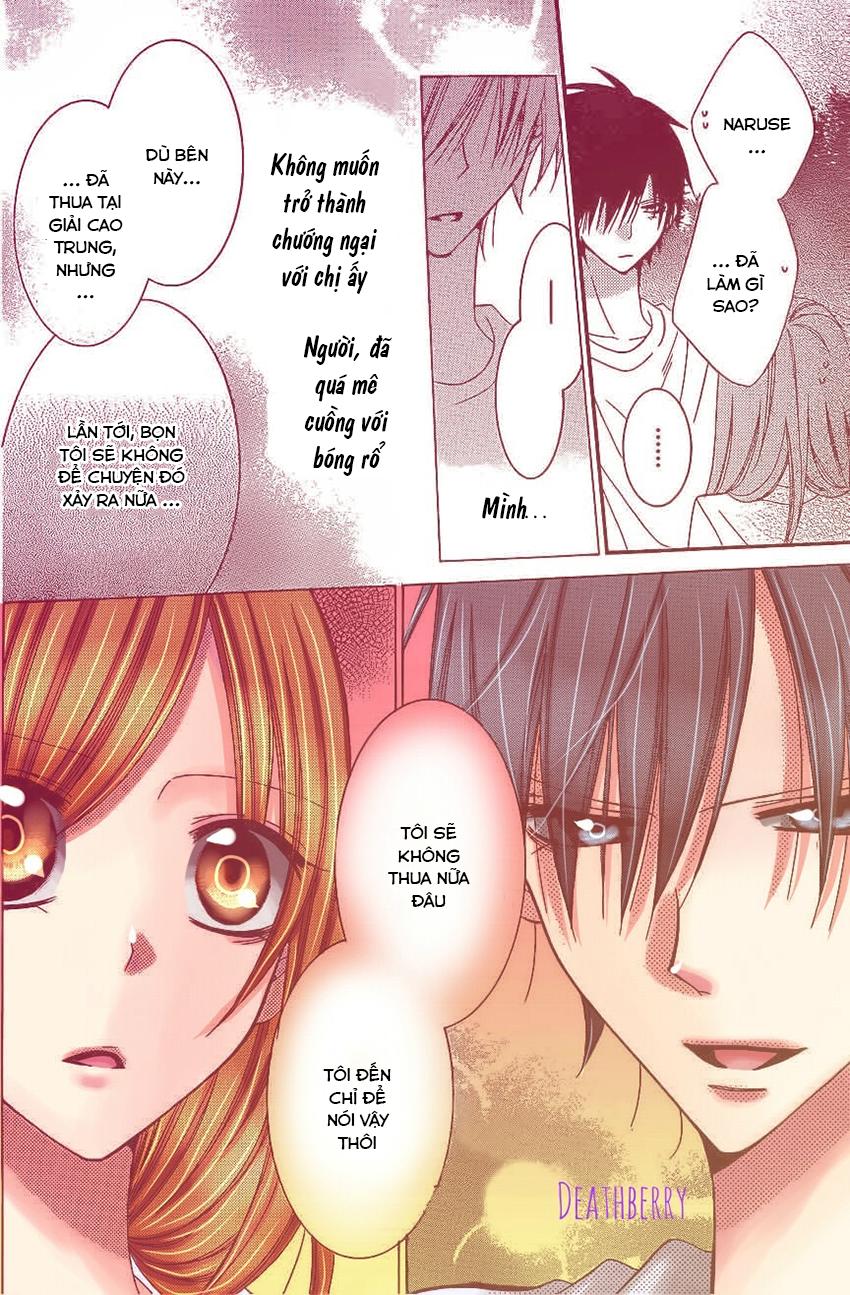 NARUSE
...
... ĐÃ
LÀM GÌ
SAO?
......
Mình...
Không muốn
trở thành
chướng ngại
với chị ấy
Người, đã
quá mê
cuồng với
bóng rổ
DÙ BÊN
NÀY...
... ĐÃ
THUA TẠI
GIẢI CAO
TRUNG,
NHƯNG
...
LẦN TỚI, BỌN
TÔI SẼ KHÔNG
ĐỂ CHUYỆN ĐÓ
XẢY RA NỮA ...
TÔI SẼ
KHÔNG
THUA NỮA
ĐÂU
TÔI ĐẾN
CHỈ ĐỂ
NÓI VẬY
THÔI
DEATHBERRY